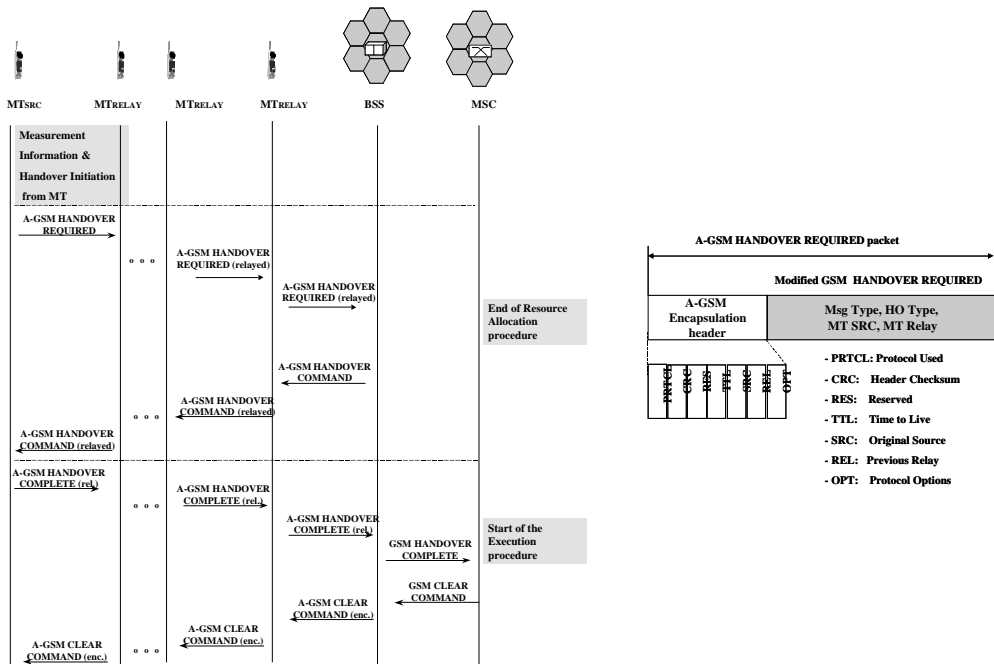 MTSRC
MTRELAY
MTRELAY
MTRELAY
BSS
MSC
Measurement
Information &
Handover Initiation
from MT
A-GSM HANDOVER
REQUIRED
o o o
A-GSM HANDOVER
REQUIRED (relayed)
A-GSM HANDOVER
REQUIRED (relayed)
End of Resource
Allocation
procedure
A-GSM HANDOVER
COMMAND
A-GSM HANDOVER
COMMAND (relayed)
o o o
A-GSM HANDOVER
COMMAND (relayed)
A-GSM HANDOVER
COMPLETE (rel.)
o o o
A-GSM HANDOVER
COMPLETE (rel.)
A-GSM HANDOVER
COMPLETE (rel.)
Start of the
Execution
procedure
GSM HANDOVER
COMPLETE
GSM CLEAR
COMMAND
A-GSM CLEAR
COMMAND (enc.)
A-GSM CLEAR
COMMAND (enc.)
o o o
A-GSM CLEAR
COMMAND (enc.)
A-GSM HANDOVER REQUIRED packet
Modified GSM HANDOVER REQUIRED
A-GSM
Encapsulation
header
Msg Type, HO Type,
MT SRC, MT Relay
PRTCL
CRC
RES
TTL
SRC
REL
OPT
- PRTCL: Protocol Used
- CRC: Header Checksum
- RES: Reserved
- TTL: Time to Live
- SRC: Original Source
- REL: Previous Relay
- OPT: Protocol Options